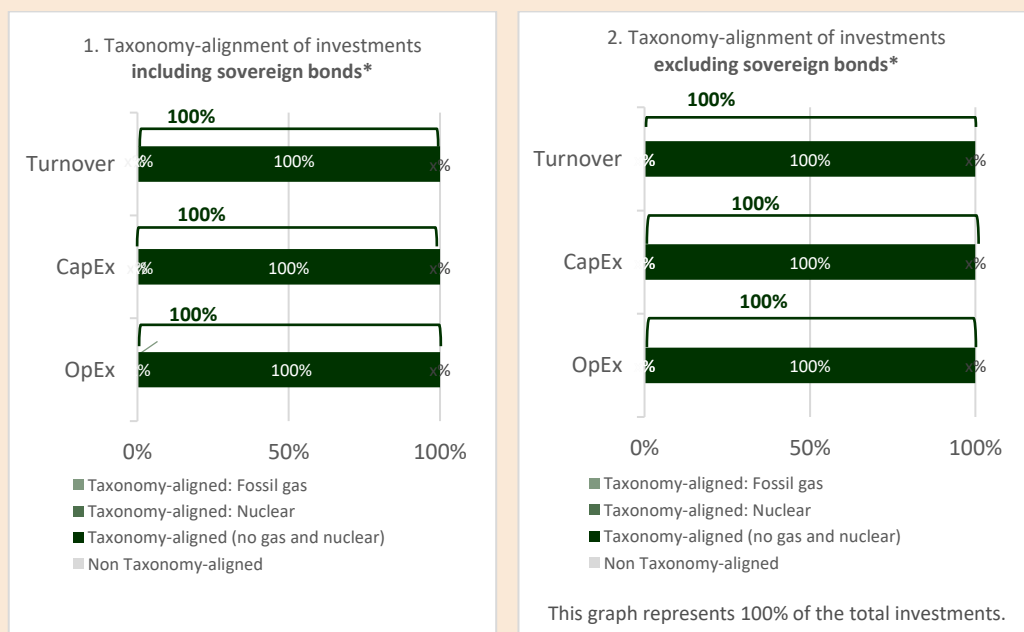 1. Taxonomy-alignment of investments
including sovereign bonds*
100%
Turnover
100%
x%
100%
CapEx
100%
x%
100%
OpEx
%
100%
x%
0%
50%
100%
Taxonomy-aligned: Fossil gas
Taxonomy-aligned: Nuclear
Taxonomy-aligned (no gas and nuclear)
Non Taxonomy-aligned
2. Taxonomy-alignment of investments
excluding sovereign bonds*
100%
Turnover
%
100%
x%
100%
CapEx
%
100%
x%
100%
OpEx
%
100%
x%
0%
50%
100%
Taxonomy-aligned: Fossil gas
Taxonomy-aligned: Nuclear
Taxonomy-aligned (no gas and nuclear)
Non Taxonomy-aligned
This graph represents 100% of the total investments.